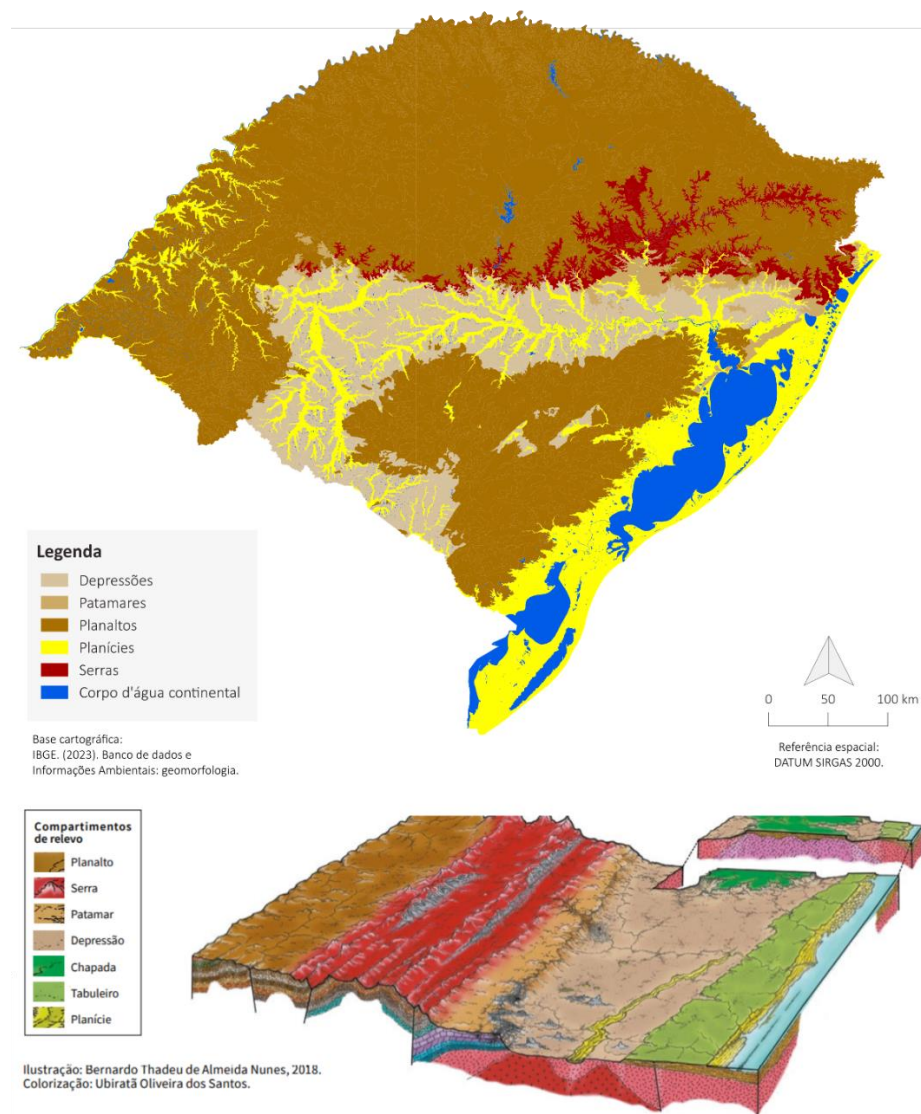 Legenda
Depressões
Patamares
Planaltos
Planícies
Serras
Corpo d'água continental
Base cartográfica:
IBGE. (2023). Banco de dados e
Informações Ambientais: geomorfologia.
0 50 100 km
Referência espacial:
DATUM SIRGAS 2000.
Compartimentos
de relevo
Planalto
Serra
Patamar
Depressão
Chapada
Tabuleiro
Planície
Ilustração: Bernardo Thadeu de Almeida Nunes, 2018.
Colorização: Ubiratã Oliveira dos Santos.